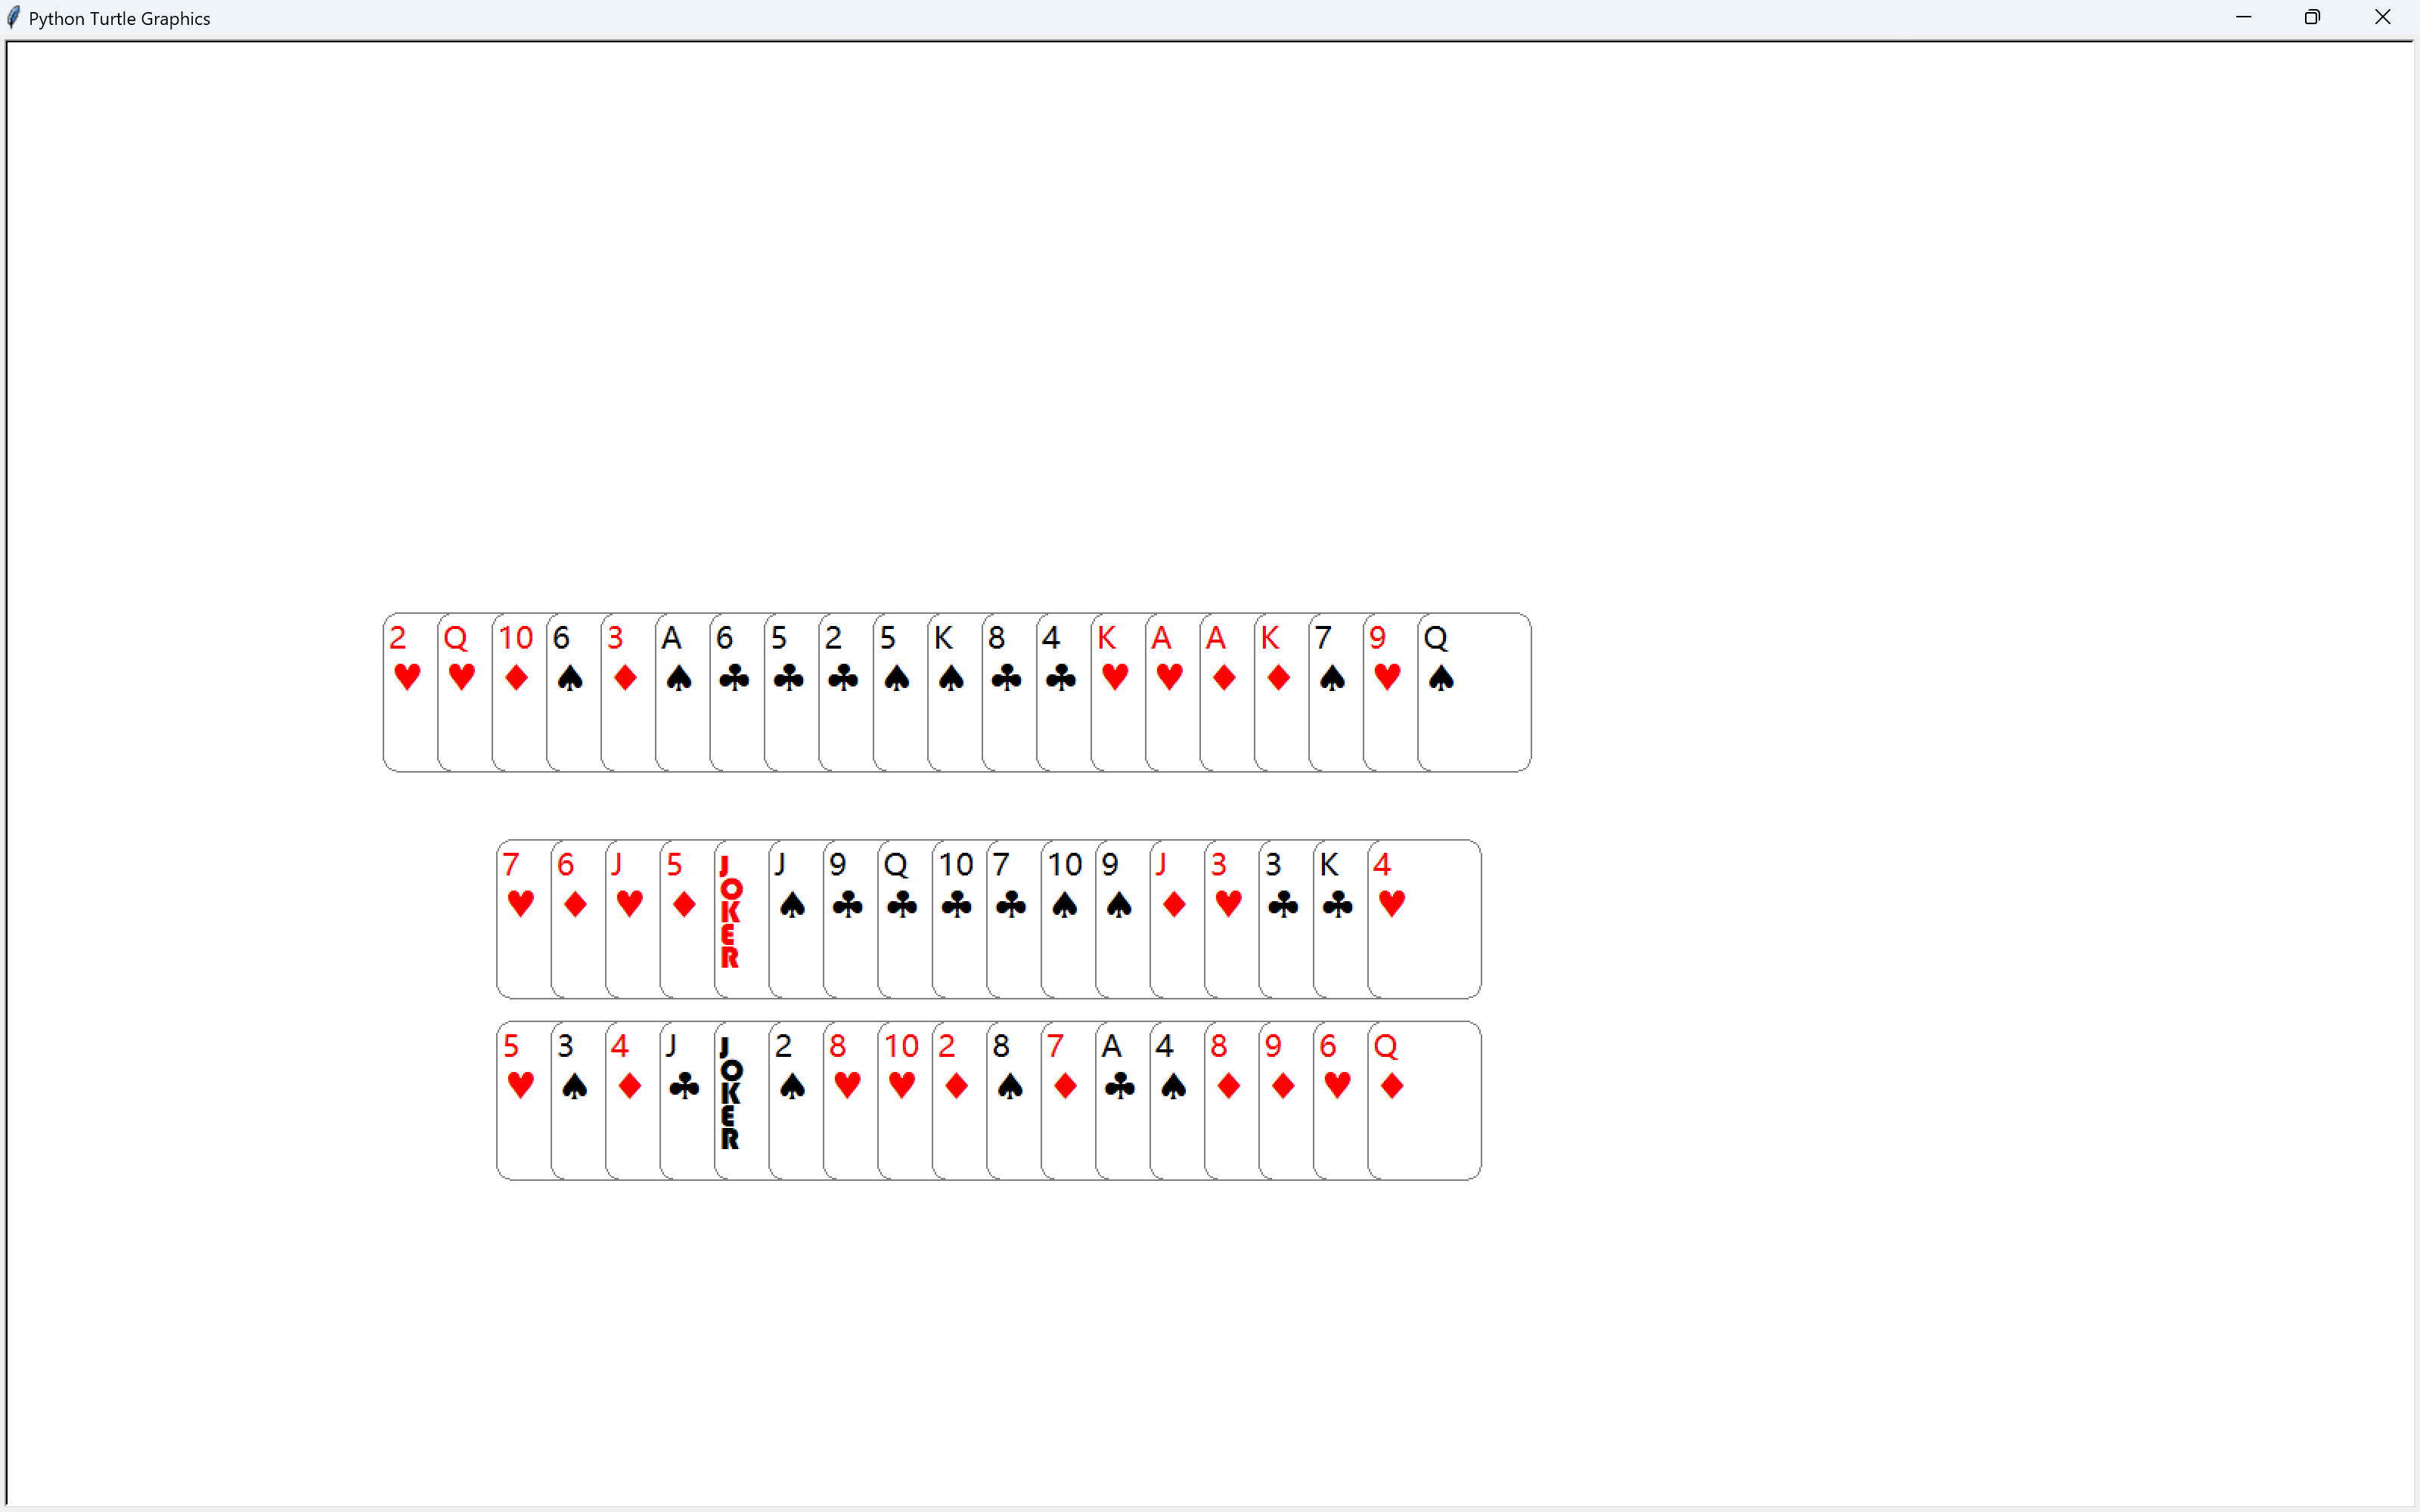 Python Turtle Graphics
2 Q 10 6 3 A 6 5 2 5 K 8 4 K A A K 7 9 Q
♥ ♥ ♦ ♠ ♦ ♠ ♣ ♣ ♣ ♠ ♠ ♣ ♣ ♥ ♥ ♦ ♦ ♠ ♥ ♠
7 6 J 5 JOKER J 9 Q 10 7 10 9 J 3 3 K 4
♥ ♦ ♥ ♦ ♠ ♣ ♣ ♣ ♣ ♠ ♠ ♦ ♥ ♣ ♣ ♥
5 3 4 J JOKER 2 8 10 2 8 7 A 4 8 9 6 Q
♥ ♠ ♦ ♣ ♠ ♥ ♥ ♦ ♠ ♦ ♣ ♠ ♦ ♦ ♥ ♦